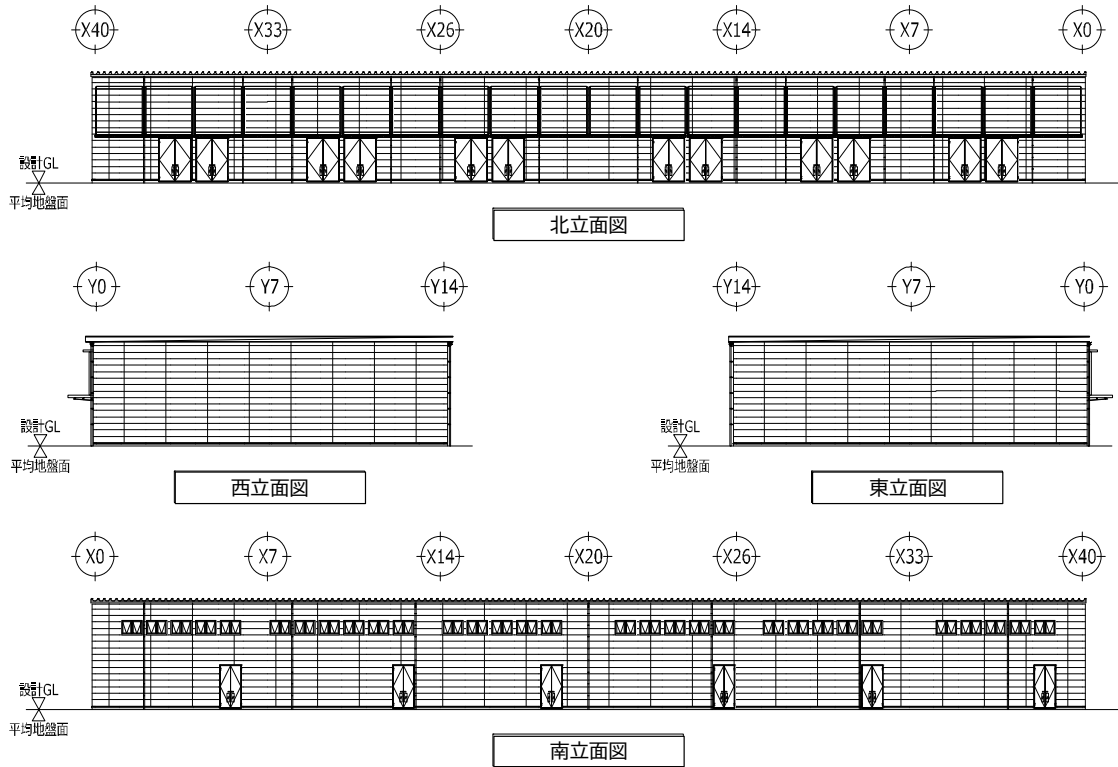 X40 X33 X26 X20 X14 X7 X0
設計GL
平均地盤面
北立面図
Y0 Y7 Y14
Y14 Y7 Y0
設計GL
平均地盤面
設計GL
平均地盤面
西立面図
東立面図
X0 X7 X14 X20 X26 X33 X40
設計GL
平均地盤面
南立面図